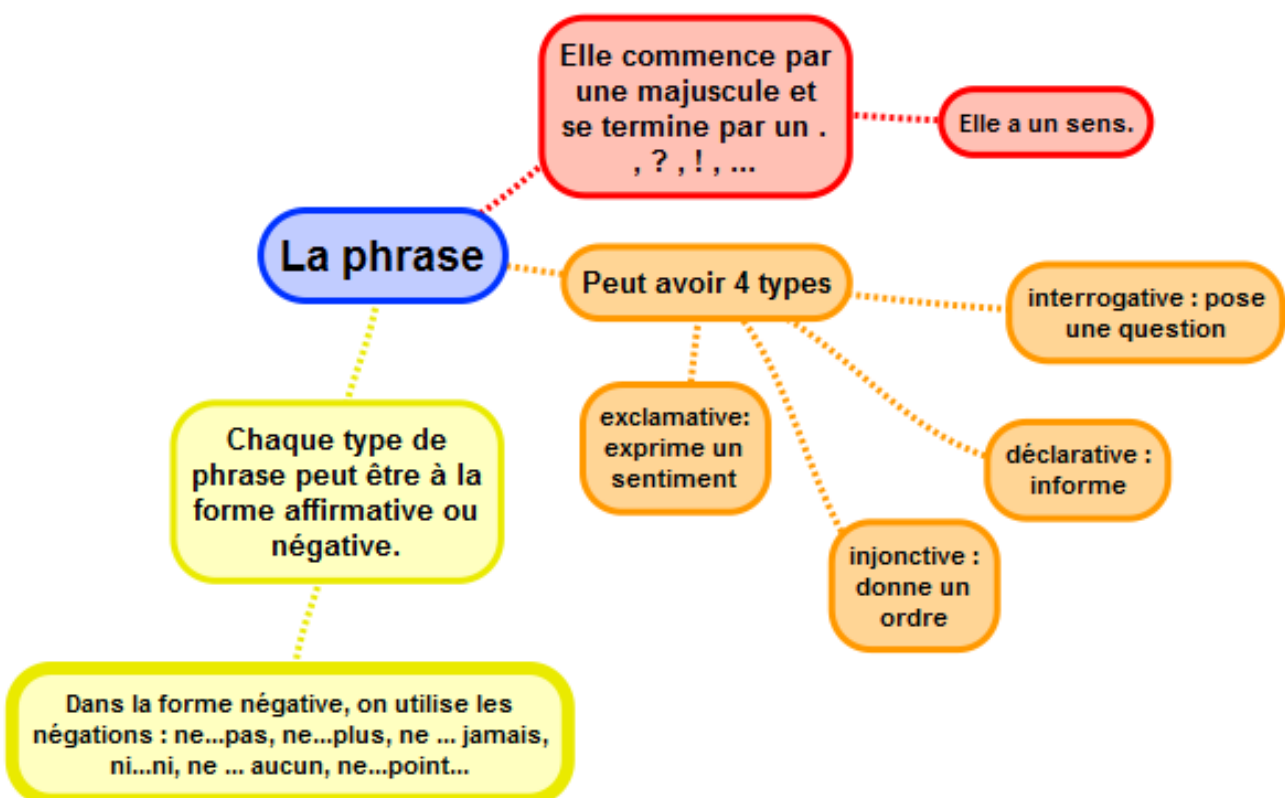 Elle commence par
une majuscule et
se termine par un .
, ? , ! , ...
Elle a un sens.
La phrase
Peut avoir 4 types
interrogative : pose
une question
exclamative:
exprime un
sentiment
déclarative :
informe
injonctive :
donne un
ordre
Chaque type de
phrase peut être à la
forme affirmative ou
négative.
Dans la forme négative, on utilise les
négations : ne...pas, ne...plus, ne ... jamais,
ni...ni, ne ... aucun, ne...point...